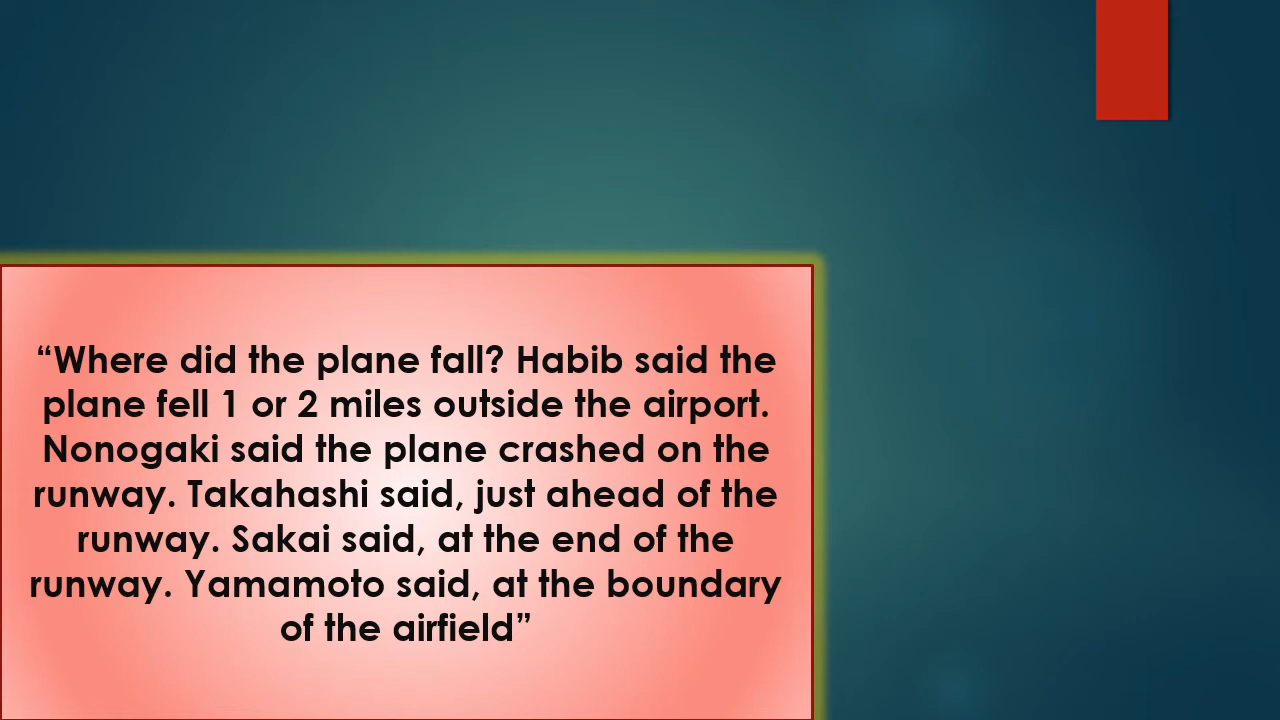 “Where did the plane fall? Habib said the
plane fell 1 or 2 miles outside the airport.
Nonogaki said the plane crashed on the
runway. Takahashi said, just ahead of the
runway. Sakai said, at the end of the
runway. Yamamoto said, at the boundary
of the airfield”